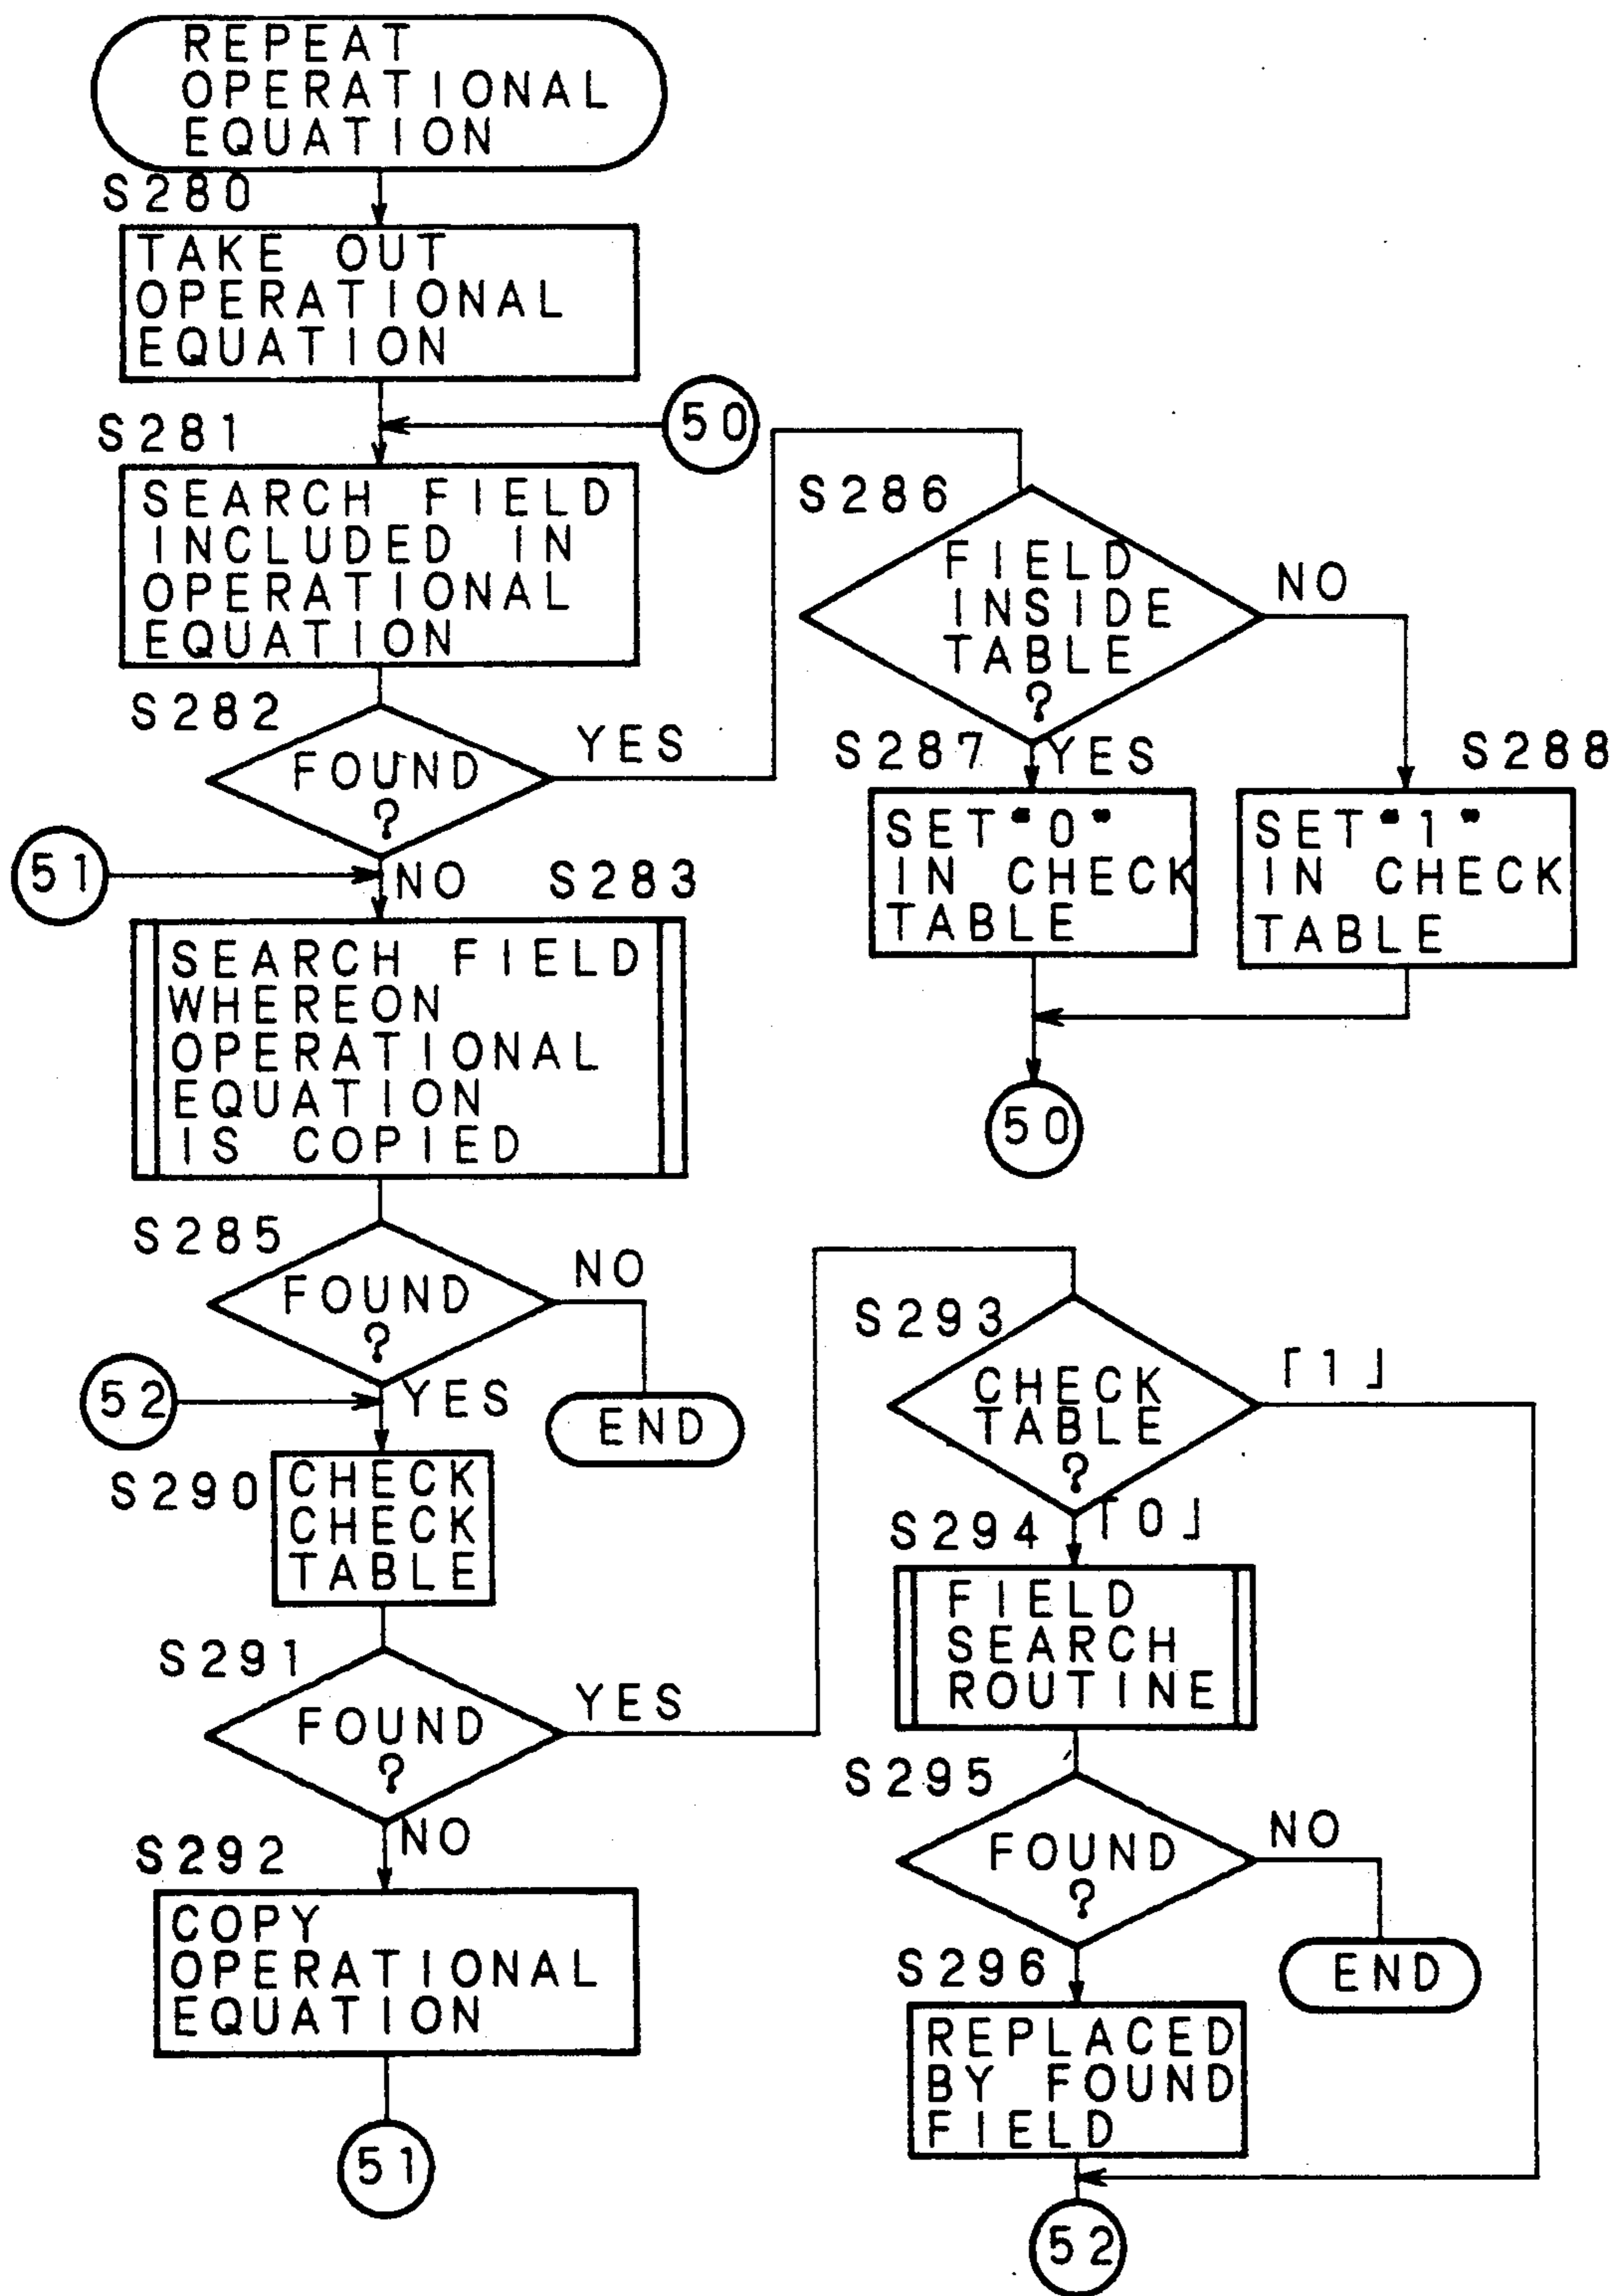 REPEAT
OPERATIONAL
EQUATION
S280
TAKE OUT
OPERATIONAL
EQUATION
50
S281
SEARCH FIELD
INCLUDED IN
OPERATIONAL
EQUATION
S282
FOUND
?
YES
51
NO
S283
SEARCH FIELD
WHEREON
OPERATIONAL
EQUATION
IS COPIED
S285
FOUND
?
NO
END
52
YES
S290
CHECK
CHECK
TABLE
S291
FOUND
?
YES
NO
S292
COPY
OPERATIONAL
EQUATION
51
S286
FIELD
INSIDE
TABLE
?
NO
S287
YES
S288
SET "0"
IN CHECK
TABLE
SET "1"
IN CHECK
TABLE
50
S293
CHECK
TABLE
?
「1」
「0」
S294
FIELD
SEARCH
ROUTINE
S295
FOUND
?
NO
END
S296
REPLACED
BY FOUND
FIELD
52